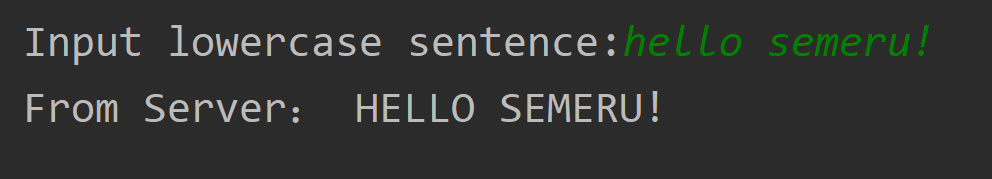 Input lowercase sentence:hello semeru!
From Server： HELLO SEMERU!